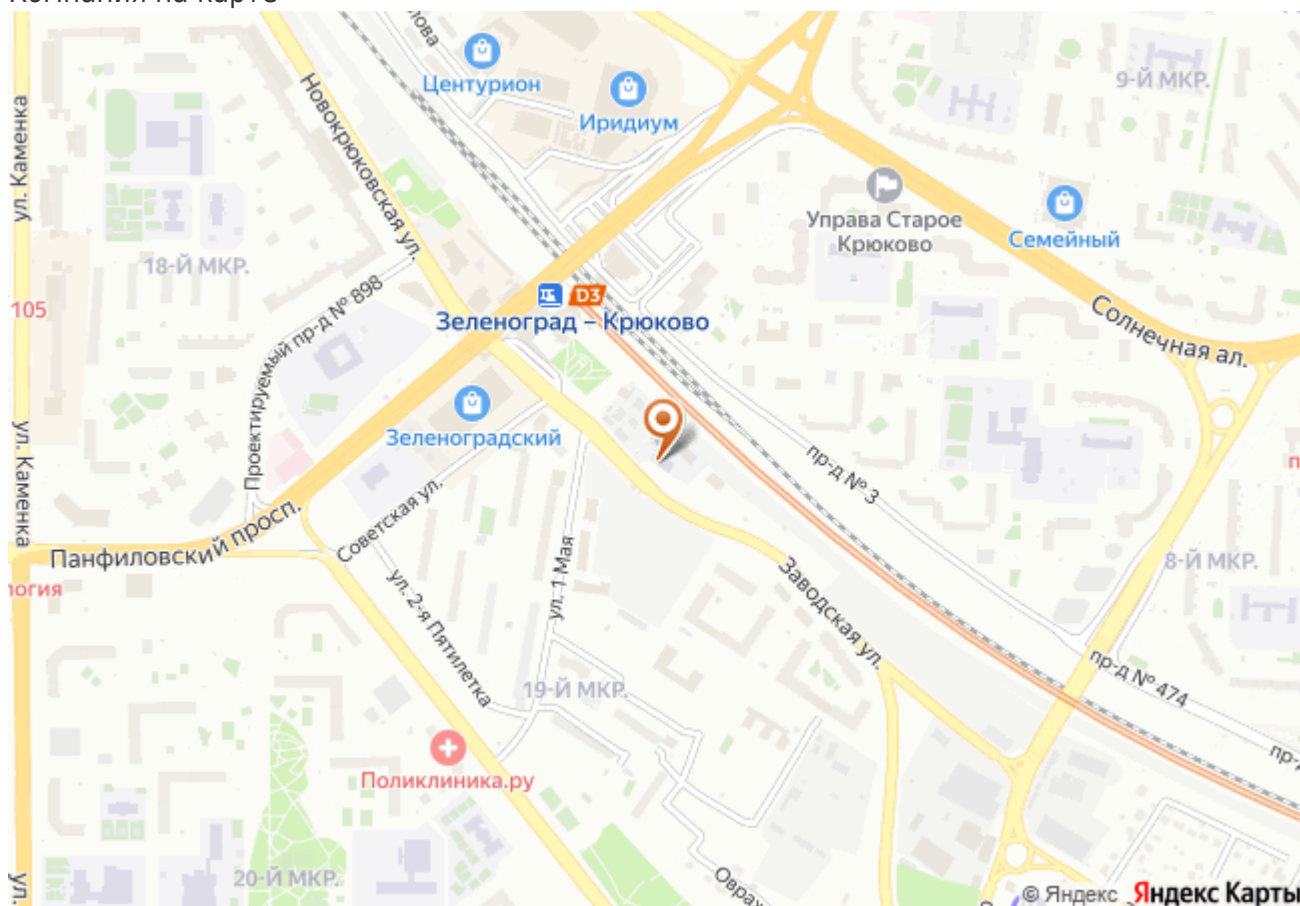 Компания на карте
лова
Центурион
Иридиум
9-Й МКР.
ул. Каменка
Новокрюковская ул.
Управа Старое
Крюково
Семейный
18-Й МКР.
105
Проектируемый пр-д № 898
D3
Зеленоград – Крюково
Солнечная ал.
Зеленоградский
ул. Каменка
пр-д № 3
Советская ул.
Панфиловский просп.
ул. 1 Мая
8-Й МКР.
логия
ул. 2-я Пятилетка
Заводская ул.
пр-д № 474
19-Й МКР.
пр-д
Поликлиника.ру
20-Й МКР.
ул.
Овраж
© Яндекс Яндекс Карты